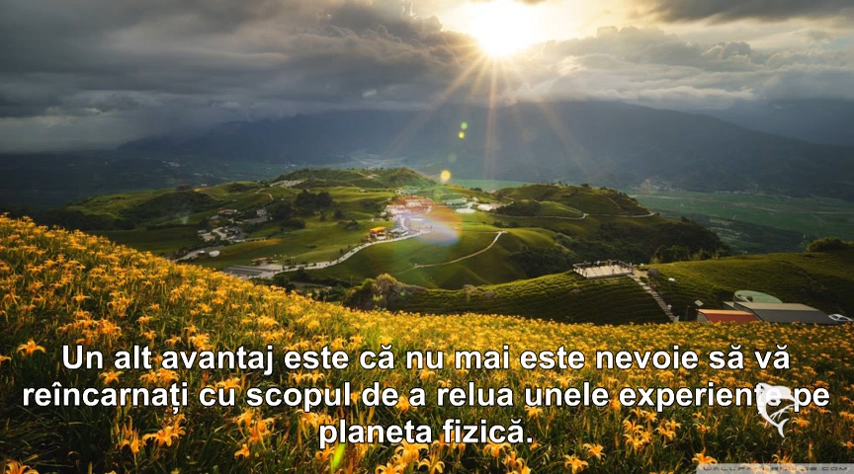 Un alt avantaj este că nu mai este nevoie să vă
reîncarnați cu scopul de a relua unele experiențe pe
planeta fizică.